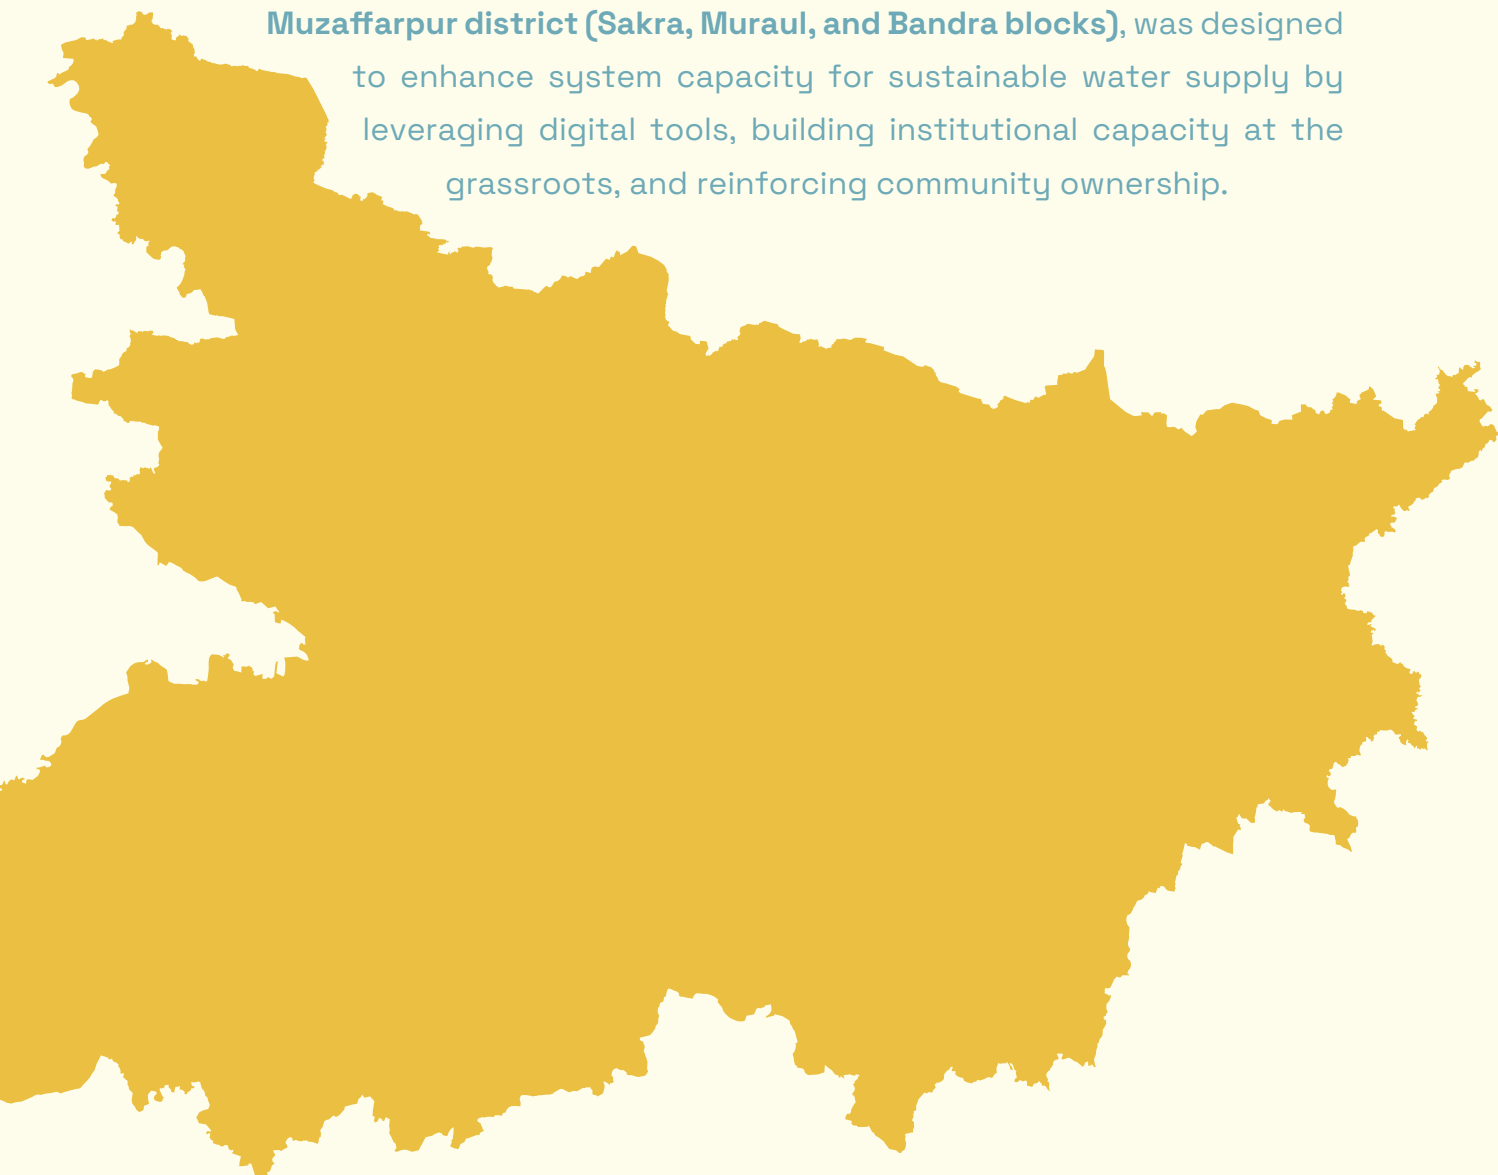 Muzaffarpur district (Sakra, Muraul, and Bandra blocks), was designed
to enhance system capacity for sustainable water supply by
leveraging digital tools, building institutional capacity at the
grassroots, and reinforcing community ownership.